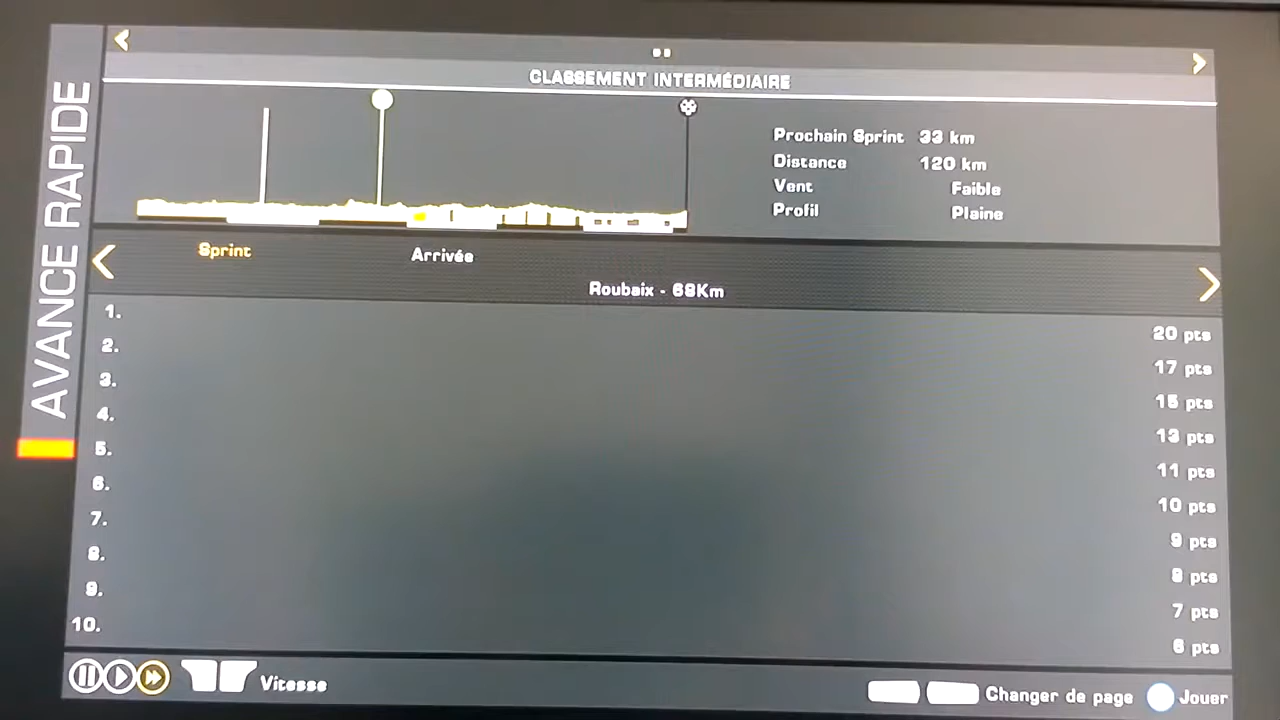 AVANCE RAPIDE
CLASSEMENT INTERMÉDIAIRE
Prochain Sprint 33 km
Distance 120 km
Vent Faible
Profil Plaine
Sprint Arrivée
Roubaix - 68Km
1. 20 pts
2. 17 pts
3. 15 pts
4. 13 pts
5. 11 pts
6. 10 pts
7. 9 pts
8. 8 pts
9. 7 pts
10. 6 pts
Vitesse Changer de page Jouer